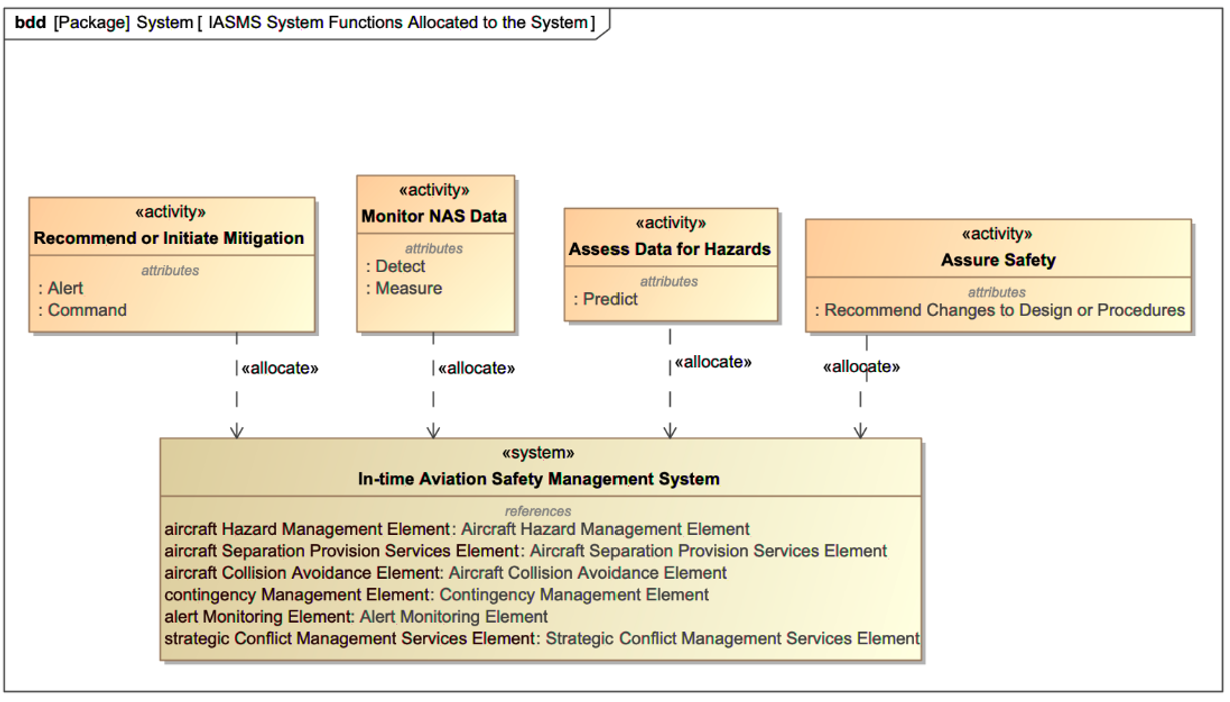 bdd [Package] System [ IASMS System Functions Allocated to the System ]
«activity»
Recommend or Initiate Mitigation
attributes
: Alert
: Command
«activity»
Monitor NAS Data
attributes
: Detect
: Measure
«activity»
Assess Data for Hazards
attributes
: Predict
«activity»
Assure Safety
attributes
: Recommend Changes to Design or Procedures
«allocate»
«allocate»
«allocate»
«allocate»
«system»
In-time Aviation Safety Management System
references
aircraft Hazard Management Element: Aircraft Hazard Management Element
aircraft Separation Provision Services Element: Aircraft Separation Provision Services Element
aircraft Collision Avoidance Element: Aircraft Collision Avoidance Element
contingency Management Element: Contingency Management Element
alert Monitoring Element: Alert Monitoring Element
strategic Conflict Management Services Element: Strategic Conflict Management Services Element